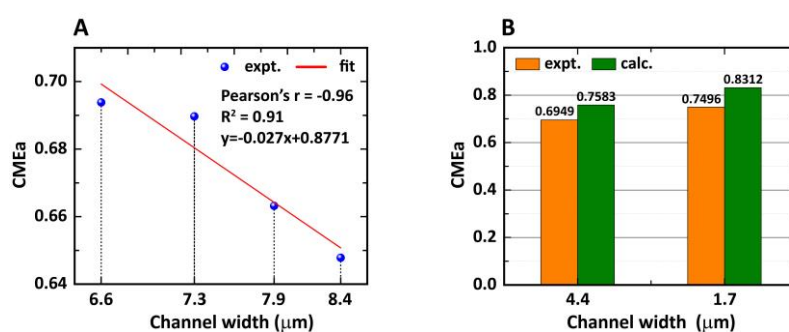 A
expt.
fit
Pearson's r = -0.96
R² = 0.91
y=-0.027x+0.8771
CMEa
0.70
0.68
0.66
0.64
6.6
7.3
7.9
8.4
Channel width (μm)
B
expt.
calc.
CMEa
1.0
0.8
0.6
0.4
0.2
0.0
0.6949
0.7583
0.7496
0.8312
4.4
1.7
Channel width (μm)